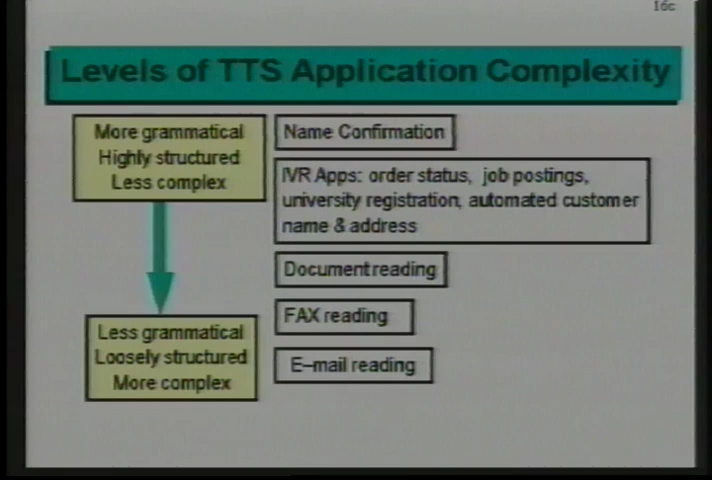 16c
Levels of TTS Application Complexity
More grammatical
Highly structured
Less complex
Name Confirmation
IVR Apps: order status, job postings,
university registration, automated customer
name & address
Document reading
FAX reading
Less grammatical
Loosely structured
More complex
E–mail reading